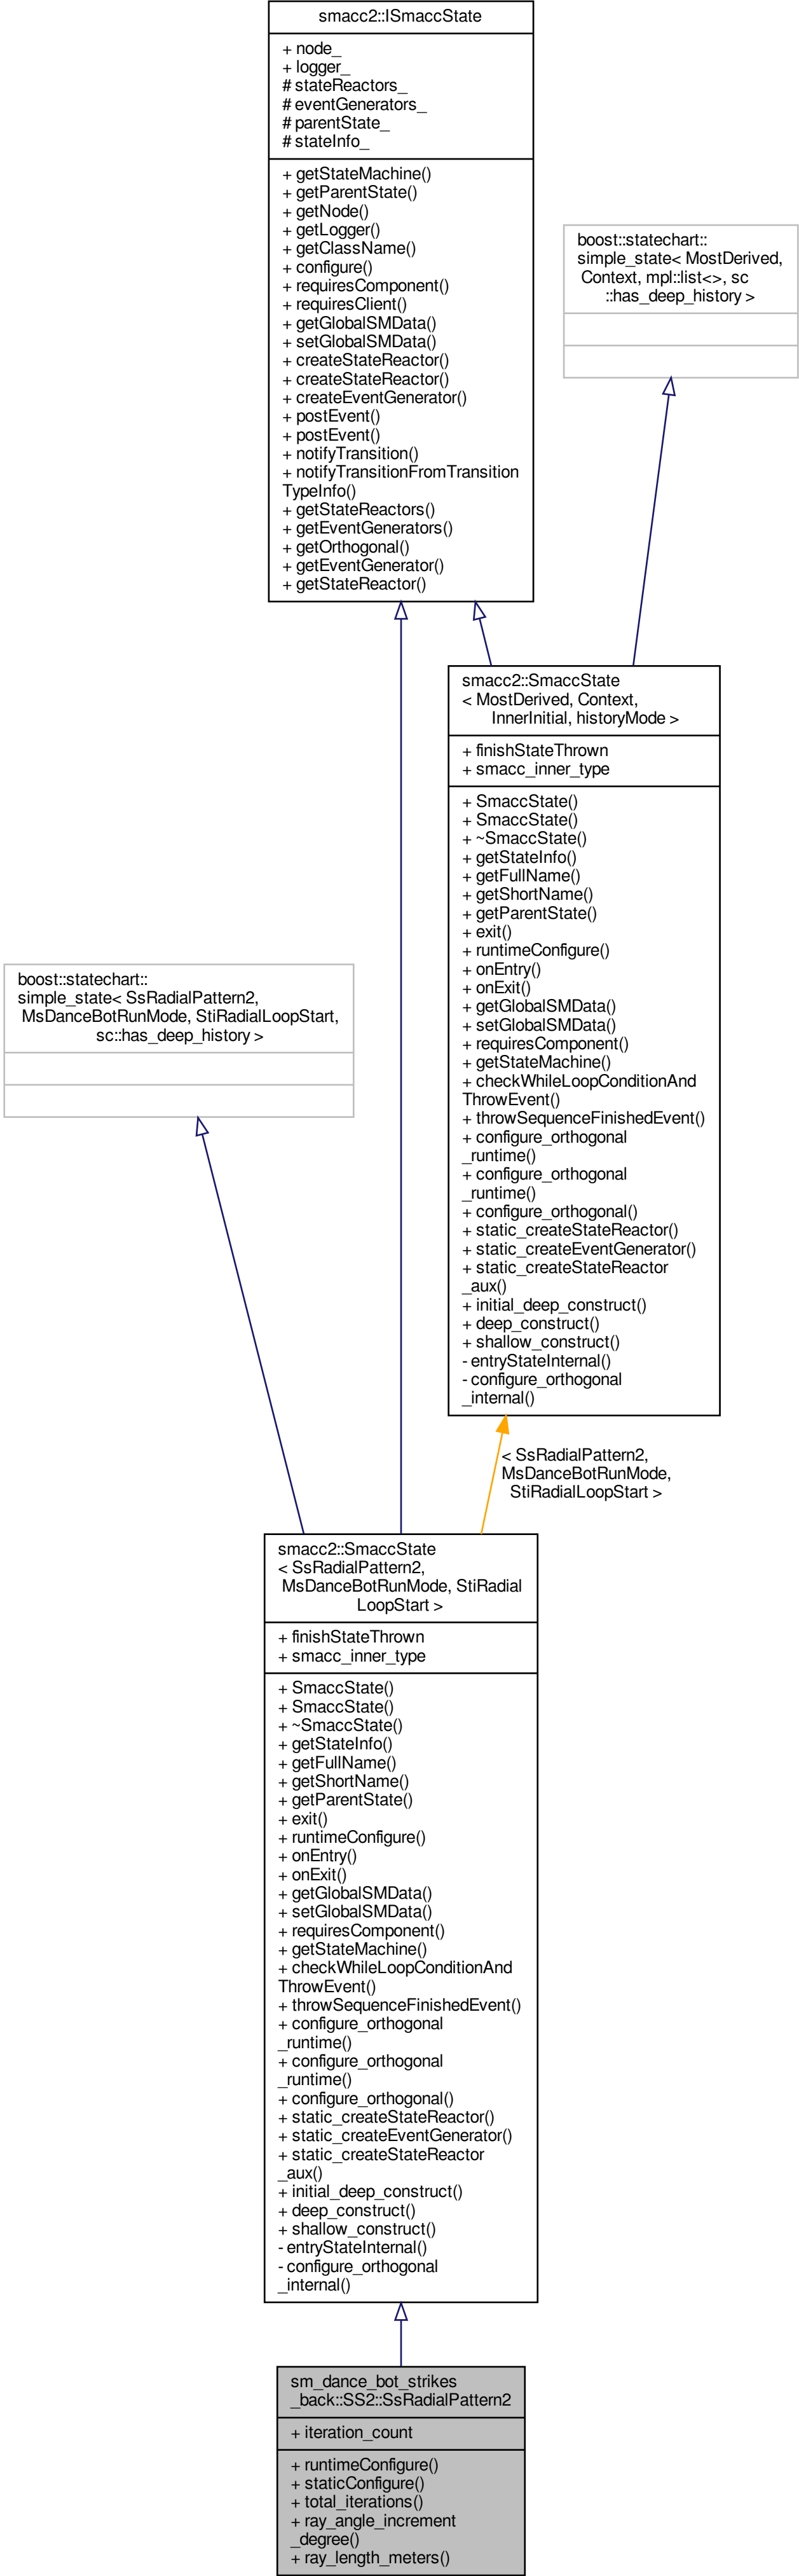 smacc2::ISmaccState
+ node_
+ logger_
# stateReactors_
# eventGenerators_
# parentState_
# stateInfo_
+ getStateMachine()
+ getParentState()
+ getNode()
+ getLogger()
+ getClassName()
+ configure()
+ requiresComponent()
+ requiresClient()
+ getGlobalSMData()
+ setGlobalSMData()
+ createStateReactor()
+ createStateReactor()
+ createEventGenerator()
+ postEvent()
+ postEvent()
+ notifyTransition()
+ notifyTransitionFromTransition
TypeInfo()
+ getStateReactors()
+ getEventGenerators()
+ getOrthogonal()
+ getEventGenerator()
+ getStateReactor()
boost::statechart::
simple_state< MostDerived,
Context, mpl::list<>, sc
::has_deep_history >
smacc2::SmaccState
< MostDerived, Context,
InnerInitial, historyMode >
+ finishStateThrown
+ smacc_inner_type
+ SmaccState()
+ SmaccState()
+ ~SmaccState()
+ getStateInfo()
+ getFullName()
+ getShortName()
+ getParentState()
+ exit()
+ runtimeConfigure()
+ onEntry()
+ onExit()
+ getGlobalSMData()
+ setGlobalSMData()
+ requiresComponent()
+ getStateMachine()
+ checkWhileLoopConditionAnd
ThrowEvent()
+ throwSequenceFinishedEvent()
+ configure_orthogonal
_runtime()
+ configure_orthogonal
_runtime()
+ configure_orthogonal()
+ static_createStateReactor()
+ static_createEventGenerator()
+ static_createStateReactor
_aux()
+ initial_deep_construct()
+ deep_construct()
+ shallow_construct()
- entryStateInternal()
- configure_orthogonal
_internal()
boost::statechart::
simple_state< SsRadialPattern2,
MsDanceBotRunMode, StiRadialLoopStart,
sc::has_deep_history >
< SsRadialPattern2,
MsDanceBotRunMode,
StiRadialLoopStart >
smacc2::SmaccState
< SsRadialPattern2,
MsDanceBotRunMode, StiRadial
LoopStart >
+ finishStateThrown
+ smacc_inner_type
+ SmaccState()
+ SmaccState()
+ ~SmaccState()
+ getStateInfo()
+ getFullName()
+ getShortName()
+ getParentState()
+ exit()
+ runtimeConfigure()
+ onEntry()
+ onExit()
+ getGlobalSMData()
+ setGlobalSMData()
+ requiresComponent()
+ getStateMachine()
+ checkWhileLoopConditionAnd
ThrowEvent()
+ throwSequenceFinishedEvent()
+ configure_orthogonal
_runtime()
+ configure_orthogonal
_runtime()
+ configure_orthogonal()
+ static_createStateReactor()
+ static_createEventGenerator()
+ static_createStateReactor
_aux()
+ initial_deep_construct()
+ deep_construct()
+ shallow_construct()
- entryStateInternal()
- configure_orthogonal
_internal()
sm_dance_bot_strikes
_back::SS2::SsRadialPattern2
+ iteration_count
+ runtimeConfigure()
+ staticConfigure()
+ total_iterations()
+ ray_angle_increment
_degree()
+ ray_length_meters()